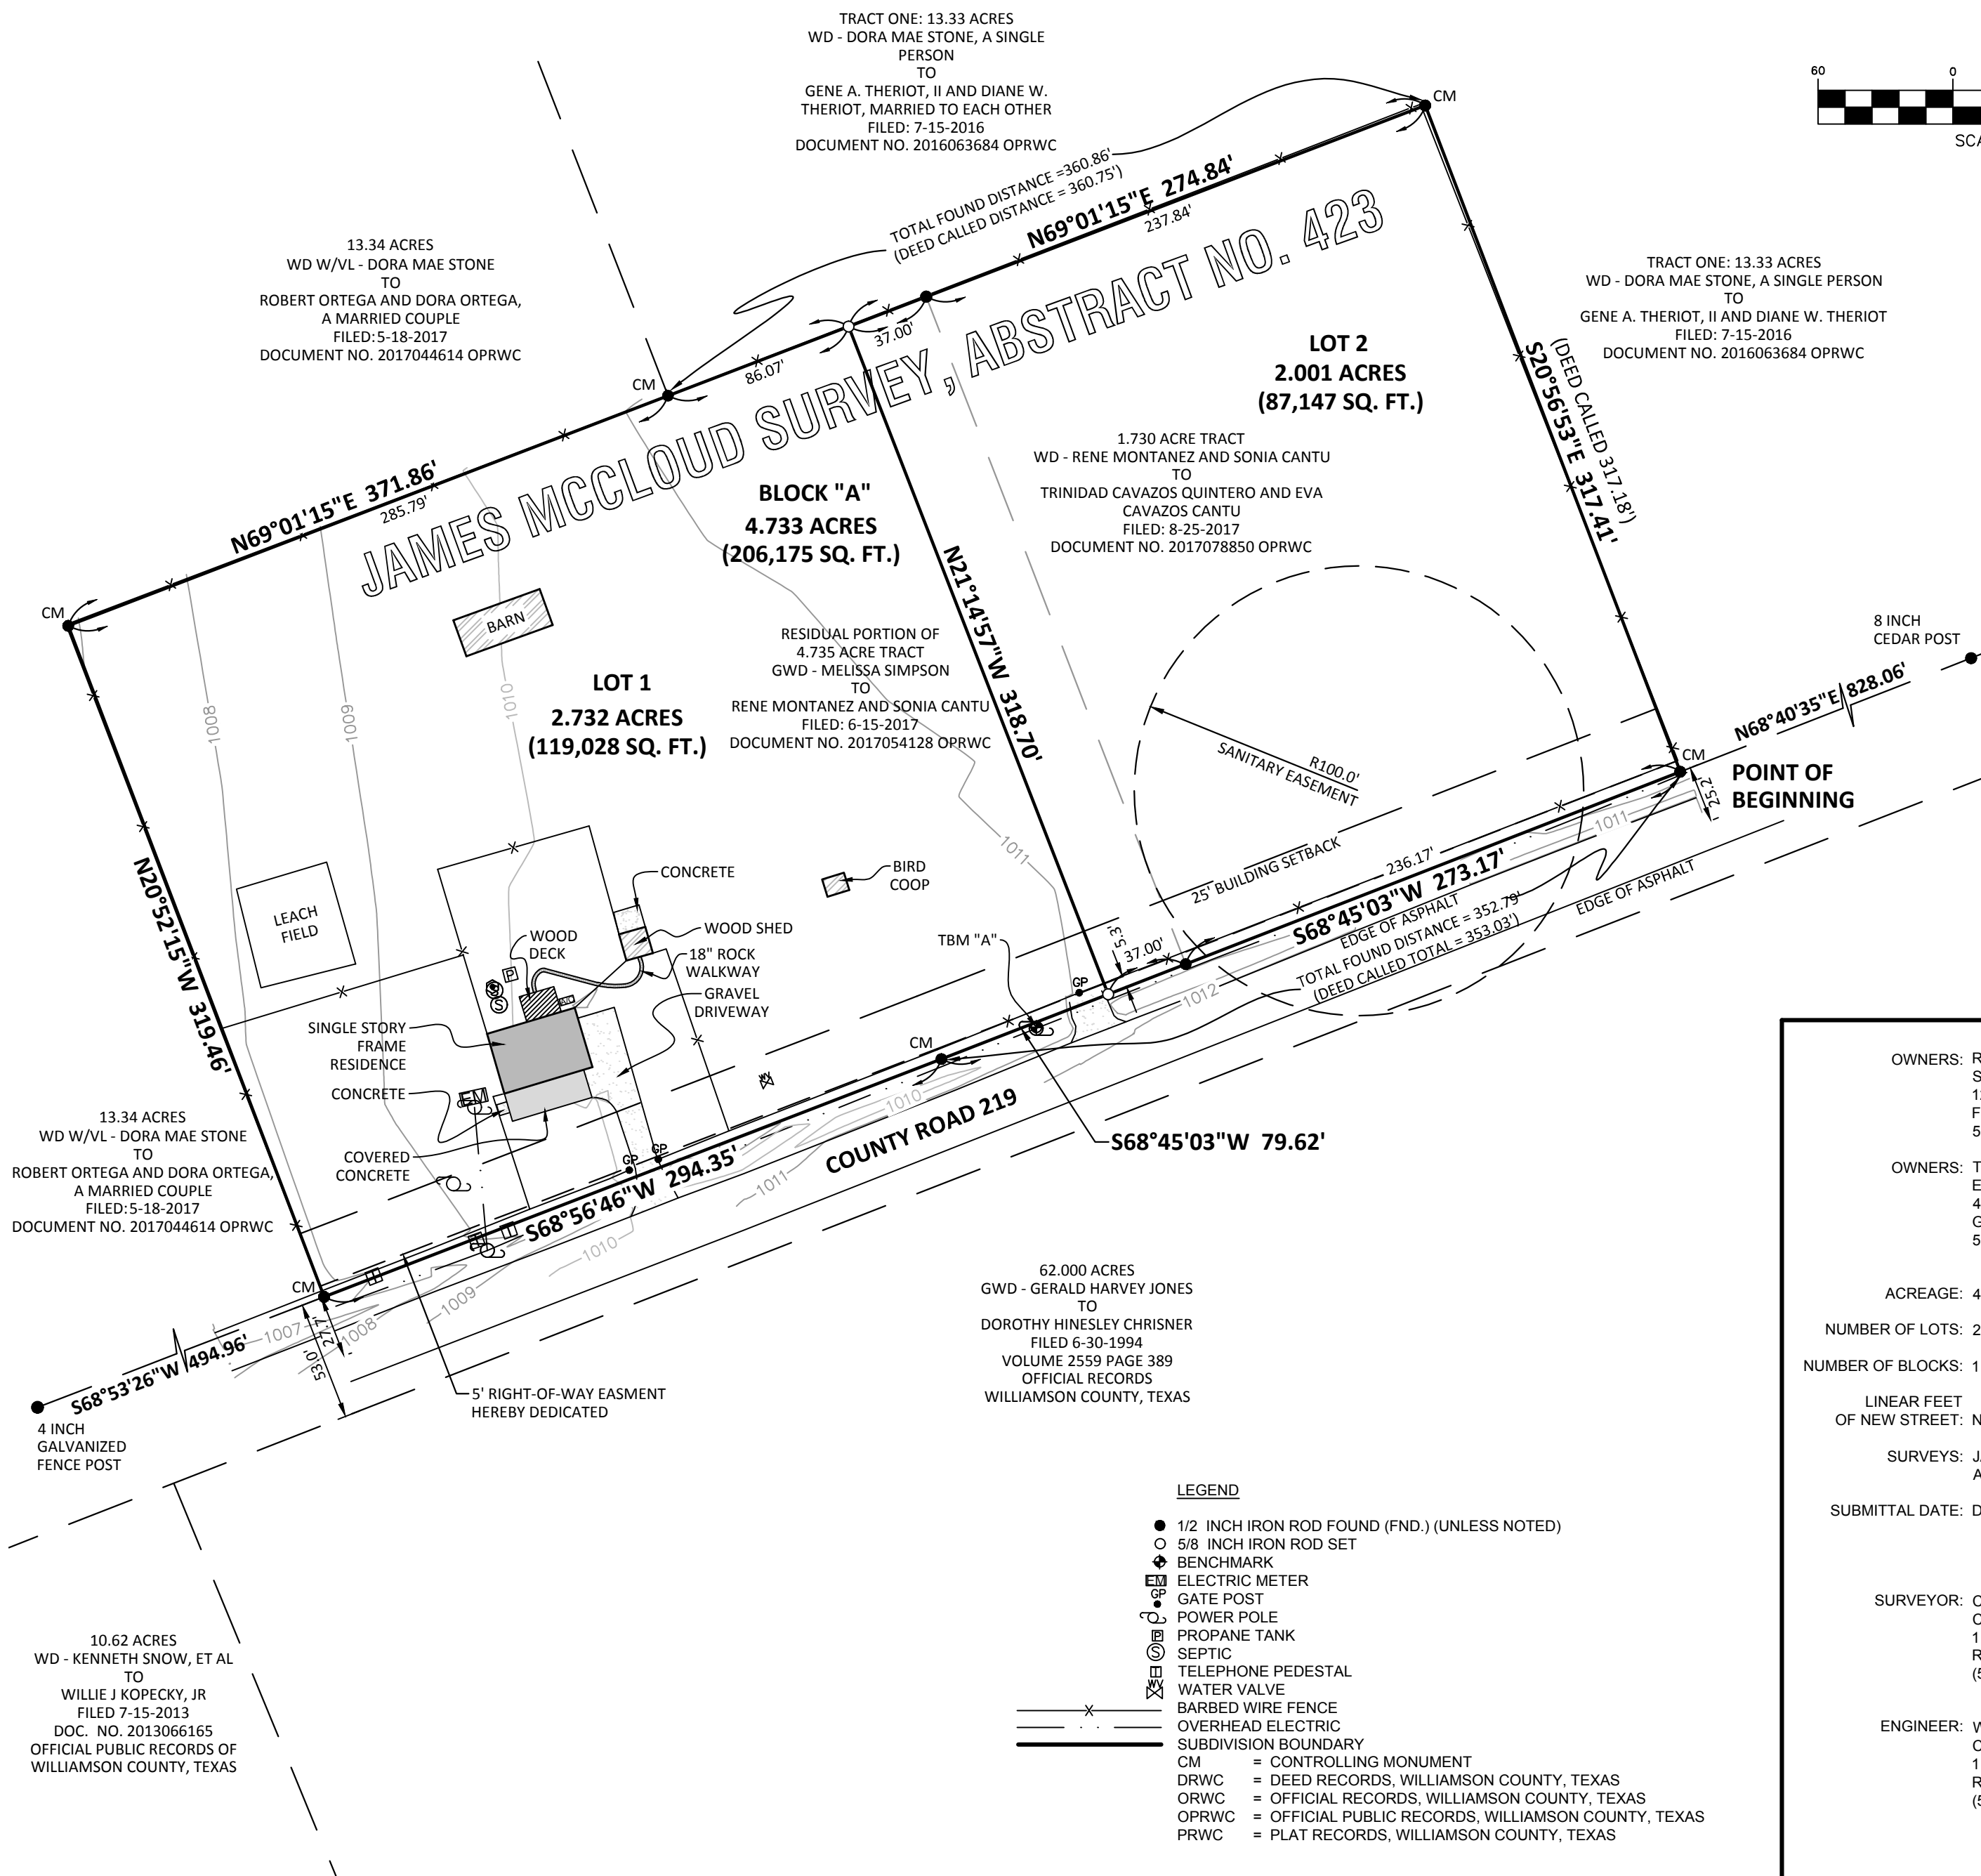 TRACT ONE: 13.33 ACRES
WD - DORA MAE STONE, A SINGLE
PERSON
TO
GENE A. THERIOT, II AND DIANE W.
THERIOT, MARRIED TO EACH OTHER
FILED: 7-15-2016
DOCUMENT NO. 2016063684 OPRWC
60
0
SCA
CM
TOTAL FOUND DISTANCE =360.86'
(DEED CALLED DISTANCE = 360.75')
N69°01'15"E 274.84'
237.84'
13.34 ACRES
WD W/VL - DORA MAE STONE
TO
ROBERT ORTEGA AND DORA ORTEGA,
A MARRIED COUPLE
FILED:5-18-2017
DOCUMENT NO. 2017044614 OPRWC
TRACT ONE: 13.33 ACRES
WD - DORA MAE STONE, A SINGLE PERSON
TO
GENE A. THERIOT, II AND DIANE W. THERIOT
FILED: 7-15-2016
DOCUMENT NO. 2016063684 OPRWC
JAMES MCCLOUD SURVEY, ABSTRACT NO. 423
37.00'
86.07'
CM
LOT 2
2.001 ACRES
(87,147 SQ. FT.)
S20°56'53"E 317.41'
(DEED CALLED 317.18')
1.730 ACRE TRACT
WD - RENE MONTANEZ AND SONIA CANTU
TO
TRINIDAD CAVAZOS QUINTERO AND EVA
CAVAZOS CANTU
FILED: 8-25-2017
DOCUMENT NO. 2017078850 OPRWC
N69°01'15"E 371.86'
285.79'
BLOCK "A"
4.733 ACRES
(206,175 SQ. FT.)
N21°14'57"W 318.70'
CM
BARN
RESIDUAL PORTION OF
4.735 ACRE TRACT
GWD - MELISSA SIMPSON
TO
RENE MONTANEZ AND SONIA CANTU
FILED: 6-15-2017
DOCUMENT NO. 2017054128 OPRWC
LOT 1
2.732 ACRES
(119,028 SQ. FT.)
1008
1009
1010
8 INCH
CEDAR POST
N68°40'35"E 828.06'
CM
POINT OF
BEGINNING
25.2'
R100.0'
SANITARY EASEMENT
1011
1011
25' BUILDING SETBACK
236.17'
S68°45'03"W 273.17'
EDGE OF ASPHALT
EDGE OF ASPHALT
TOTAL FOUND DISTANCE = 352.79'
(DEED CALLED TOTAL = 353.03')
N20°52'15"W 319.46'
LEACH
FIELD
CONCRETE
BIRD
COOP
WOOD
DECK
WOOD SHED
18" ROCK
WALKWAY
GRAVEL
DRIVEWAY
P
S
TBM "A"
5.3'
37.00'
GP
1012
SINGLE STORY
FRAME
RESIDENCE
CONCRETE
EM
COVERED
CONCRETE
WV
CM
1010
COUNTY ROAD 219
S68°45'03"W 79.62'
GP
GP
S68°56'46"W 294.35'
1011
1010
13.34 ACRES
WD W/VL - DORA MAE STONE
TO
ROBERT ORTEGA AND DORA ORTEGA,
A MARRIED COUPLE
FILED:5-18-2017
DOCUMENT NO. 2017044614 OPRWC
CM
1009
1008
1007
27.7'
53.0'
S68°53'26"W 494.96'
4 INCH
GALVANIZED
FENCE POST
5' RIGHT-OF-WAY EASMENT
HEREBY DEDICATED
62.000 ACRES
GWD - GERALD HARVEY JONES
TO
DOROTHY HINESLEY CHRISNER
FILED 6-30-1994
VOLUME 2559 PAGE 389
OFFICIAL RECORDS
WILLIAMSON COUNTY, TEXAS
10.62 ACRES
WD - KENNETH SNOW, ET AL
TO
WILLIE J KOPECKY, JR
FILED 7-15-2013
DOC. NO. 2013066165
OFFICIAL PUBLIC RECORDS OF
WILLIAMSON COUNTY, TEXAS
LEGEND
1/2 INCH IRON ROD FOUND (FND.) (UNLESS NOTED)
5/8 INCH IRON ROD SET
BENCHMARK
EM ELECTRIC METER
GP GATE POST
POWER POLE
P PROPANE TANK
S SEPTIC
TELEPHONE PEDESTAL
WV WATER VALVE
BARBED WIRE FENCE
OVERHEAD ELECTRIC
SUBDIVISION BOUNDARY
CM = CONTROLLING MONUMENT
DRWC = DEED RECORDS, WILLIAMSON COUNTY, TEXAS
ORWC = OFFICIAL RECORDS, WILLIAMSON COUNTY, TEXAS
OPRWC = OFFICIAL PUBLIC RECORDS, WILLIAMSON COUNTY, TEXAS
PRWC = PLAT RECORDS, WILLIAMSON COUNTY, TEXAS
OWNERS:
OWNERS:
ACREAGE: 4
NUMBER OF LOTS: 2
NUMBER OF BLOCKS: 1
LINEAR FEET
OF NEW STREET: N
SURVEYS:
SUBMITTAL DATE: D
SURVEYOR:
ENGINEER: